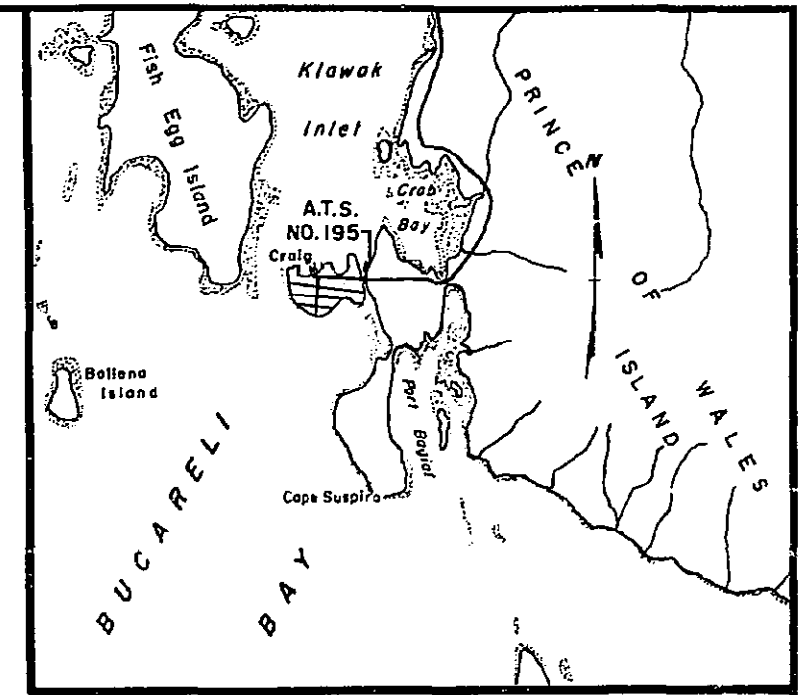 Fish
Egg
Island
Klawak
Inlet
PRINCE
N
Crab
Bay
A.T.S.
NO. 195
Craig
OF
Ballena
Island
ISLAND
WALES
Port
Bagial
Cape Suspiro
BUCARELI
BAY